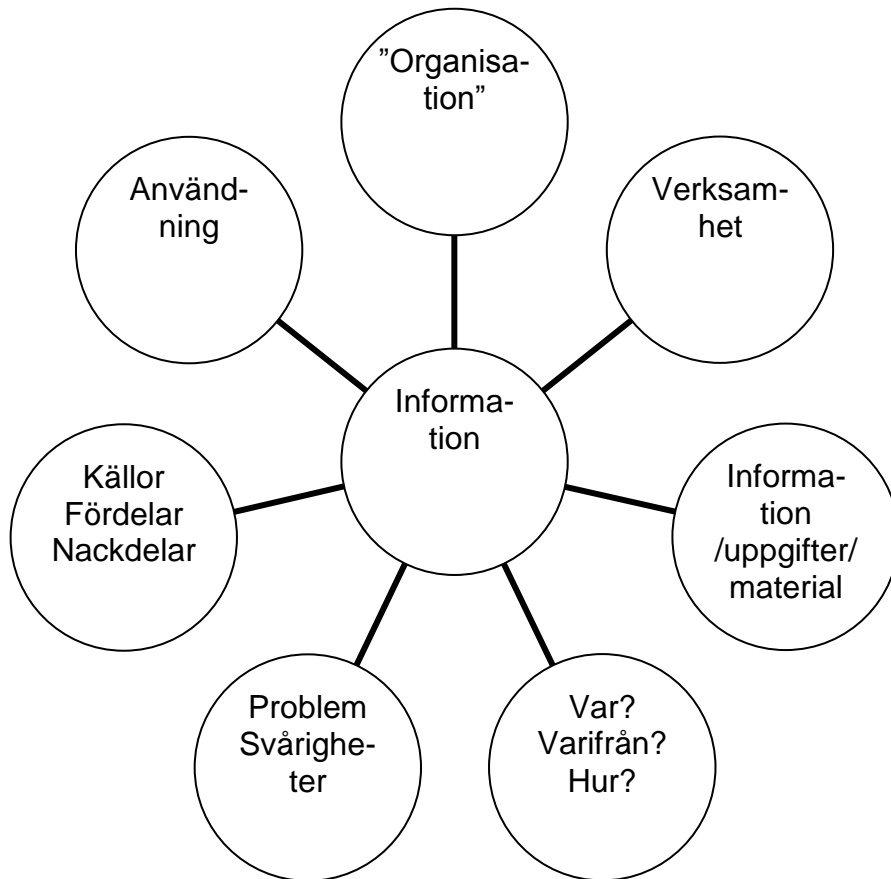 ”Organisa-
tion”
Använd-
ning
Verksam-
het
Informa-
tion
Källor
Fördelar
Nackdelar
Informa-
tion
/uppgifter/
material
Problem
Svårighe-
ter
Var?
Varifrån?
Hur?